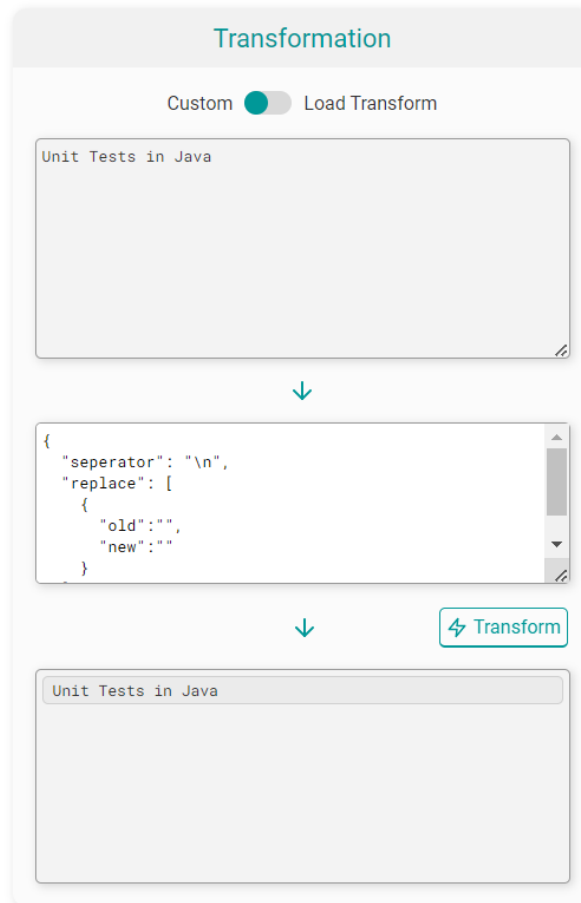 Transformation
Custom Load Transform
Unit Tests in Java
{
  "seperator": "\n",
  "replace": [
    {
      "old":"",
      "new":""
    }
Transform
Unit Tests in Java